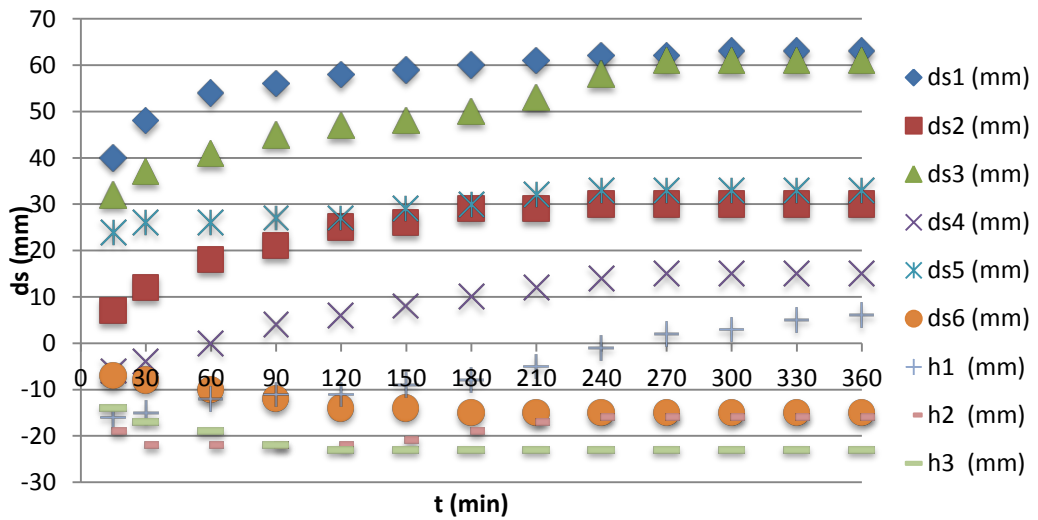 70
60
50
40
30
20
10
0
-10
-20
-30
ds (mm)
0 30 60 90 120 150 180 210 240 270 300 330 360
t (min)
ds1 (mm)
ds2 (mm)
ds3 (mm)
ds4 (mm)
ds5 (mm)
ds6 (mm)
h1 (mm)
h2 (mm)
h3 (mm)